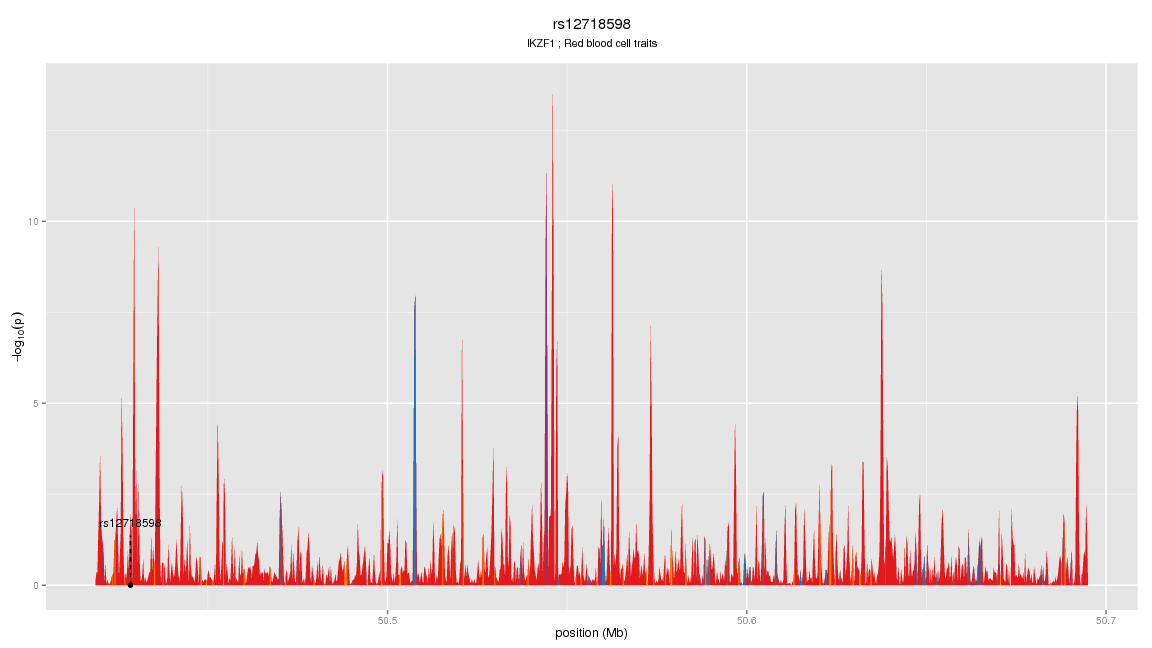 rs12718598
IKZF1 ; Red blood cell traits
−log10(p)
10
5
0
rs12718598
50.5
50.6
50.7
position (Mb)